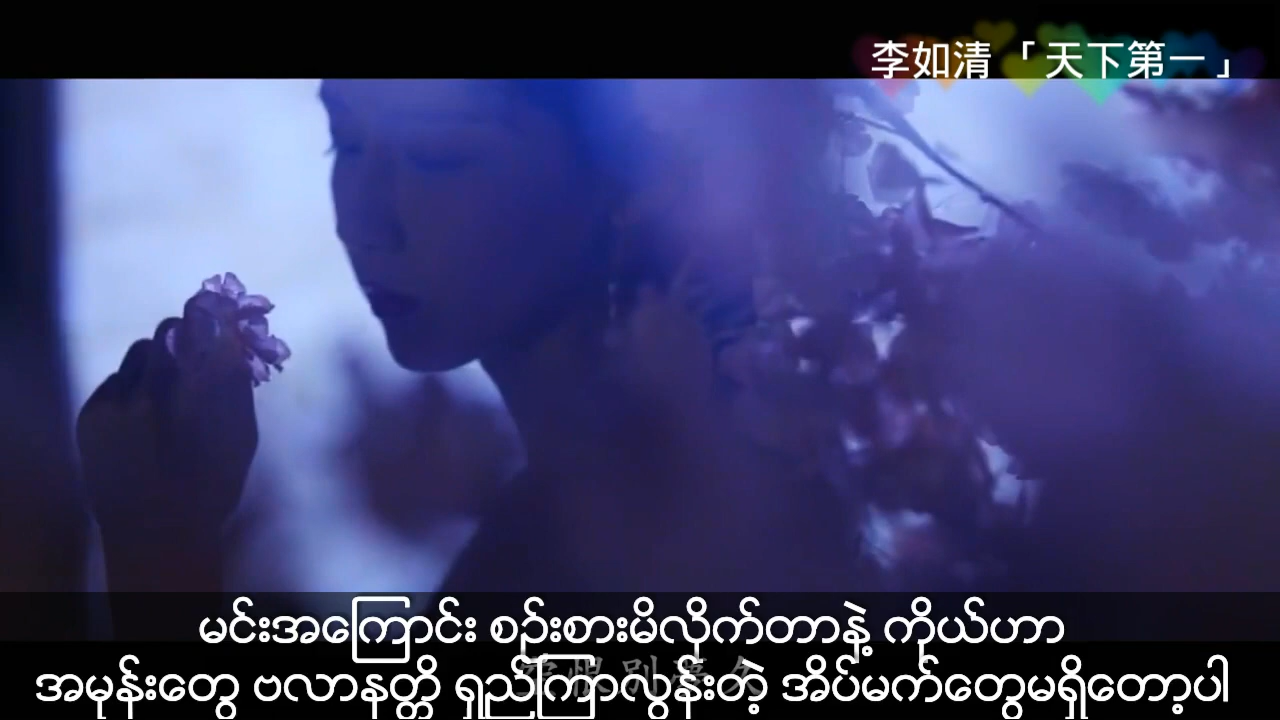 李如清 「天下第一」
မင်းအကြောင်း စဉ်းစားမိလိုက်တာနဲ့ ကိုယ်ဟာ
အမုန်းတွေ ဗလာနတ္တိ ရှည်ကြာလွန်းတဲ့ အိပ်မက်တွေမရှိတော့ပါ